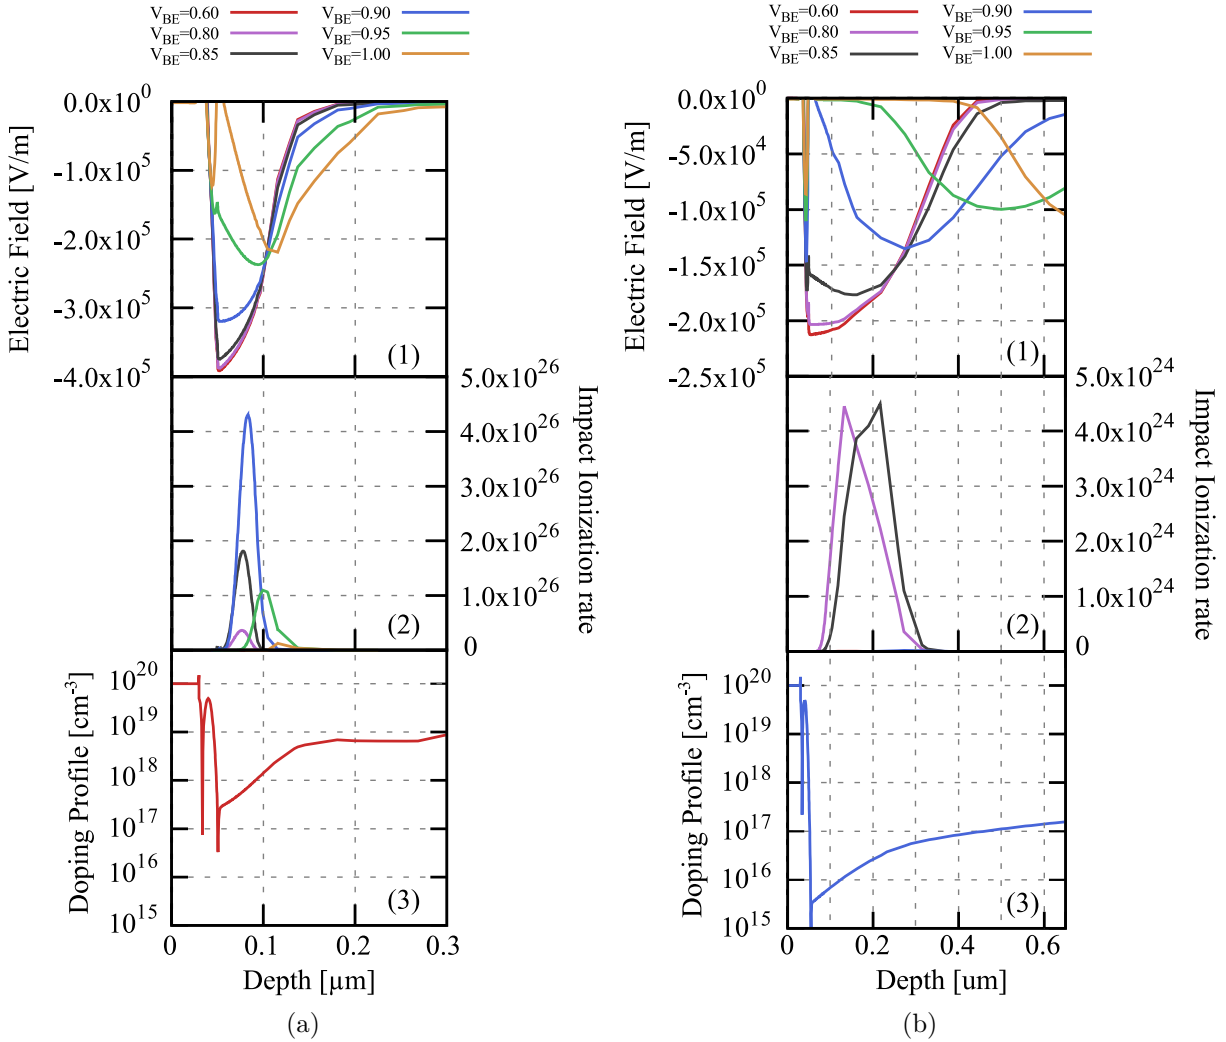 V_BE=0.60 V_BE=0.90
V_BE=0.80 V_BE=0.95
V_BE=0.85 V_BE=1.00
0.0x10^0
-1.0x10^5
-2.0x10^5
-3.0x10^5
-4.0x10^5
Electric Field [V/m]
(1)
5.0x10^26
4.0x10^26
3.0x10^26
2.0x10^26
1.0x10^26
0
Impact Ionization rate
(2)
10^20
10^19
10^18
10^17
10^16
10^15
Doping Profile [cm^-3]
(3)
0 0.1 0.2 0.3
Depth [µm]
(a)
V_BE=0.60 V_BE=0.90
V_BE=0.80 V_BE=0.95
V_BE=0.85 V_BE=1.00
0.0x10^0
-5.0x10^4
-1.0x10^5
-1.5x10^5
-2.0x10^5
-2.5x10^5
Electric Field [V/m]
(1)
5.0x10^24
4.0x10^24
3.0x10^24
2.0x10^24
1.0x10^24
0
Impact Ionization rate
(2)
10^20
10^19
10^18
10^17
10^16
10^15
Doping Profile [cm^-3]
(3)
0 0.2 0.4 0.6
Depth [um]
(b)